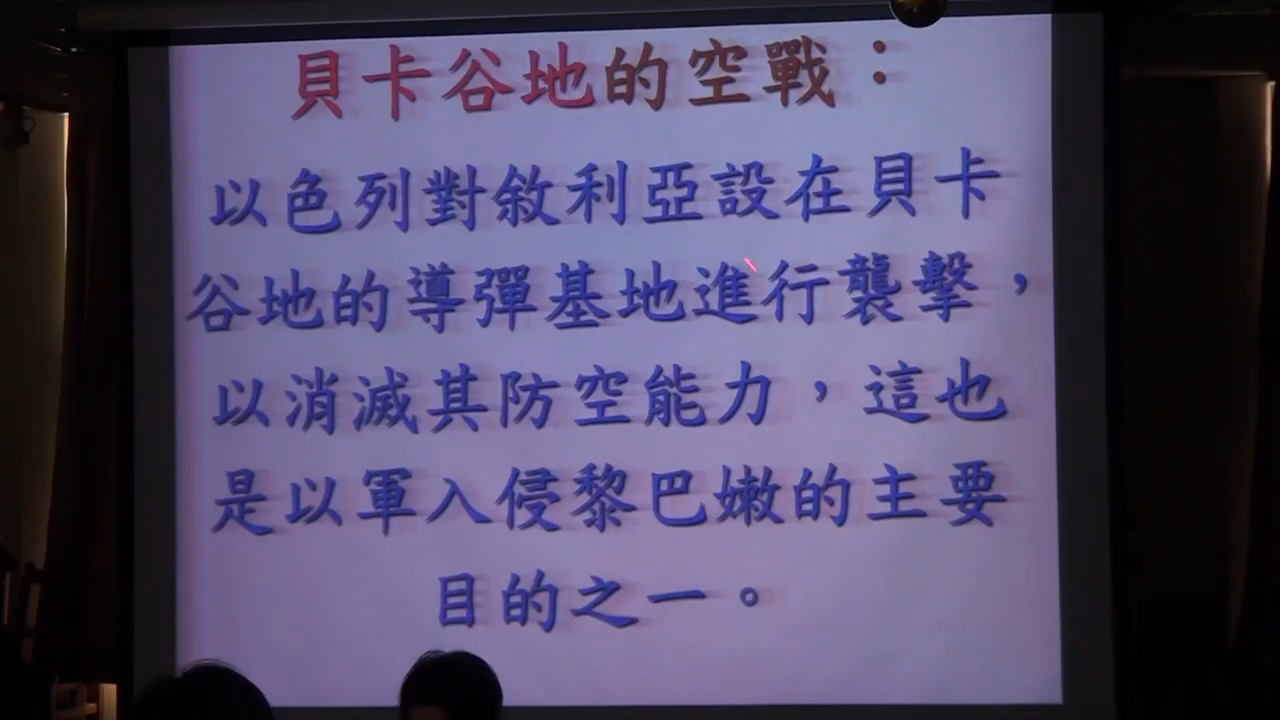 貝卡谷地的空戰：
以色列對敘利亞設在貝卡
谷地的導彈基地進行襲擊，
以消滅其防空能力，這也
是以軍入侵黎巴嫩的主要
目的之一。